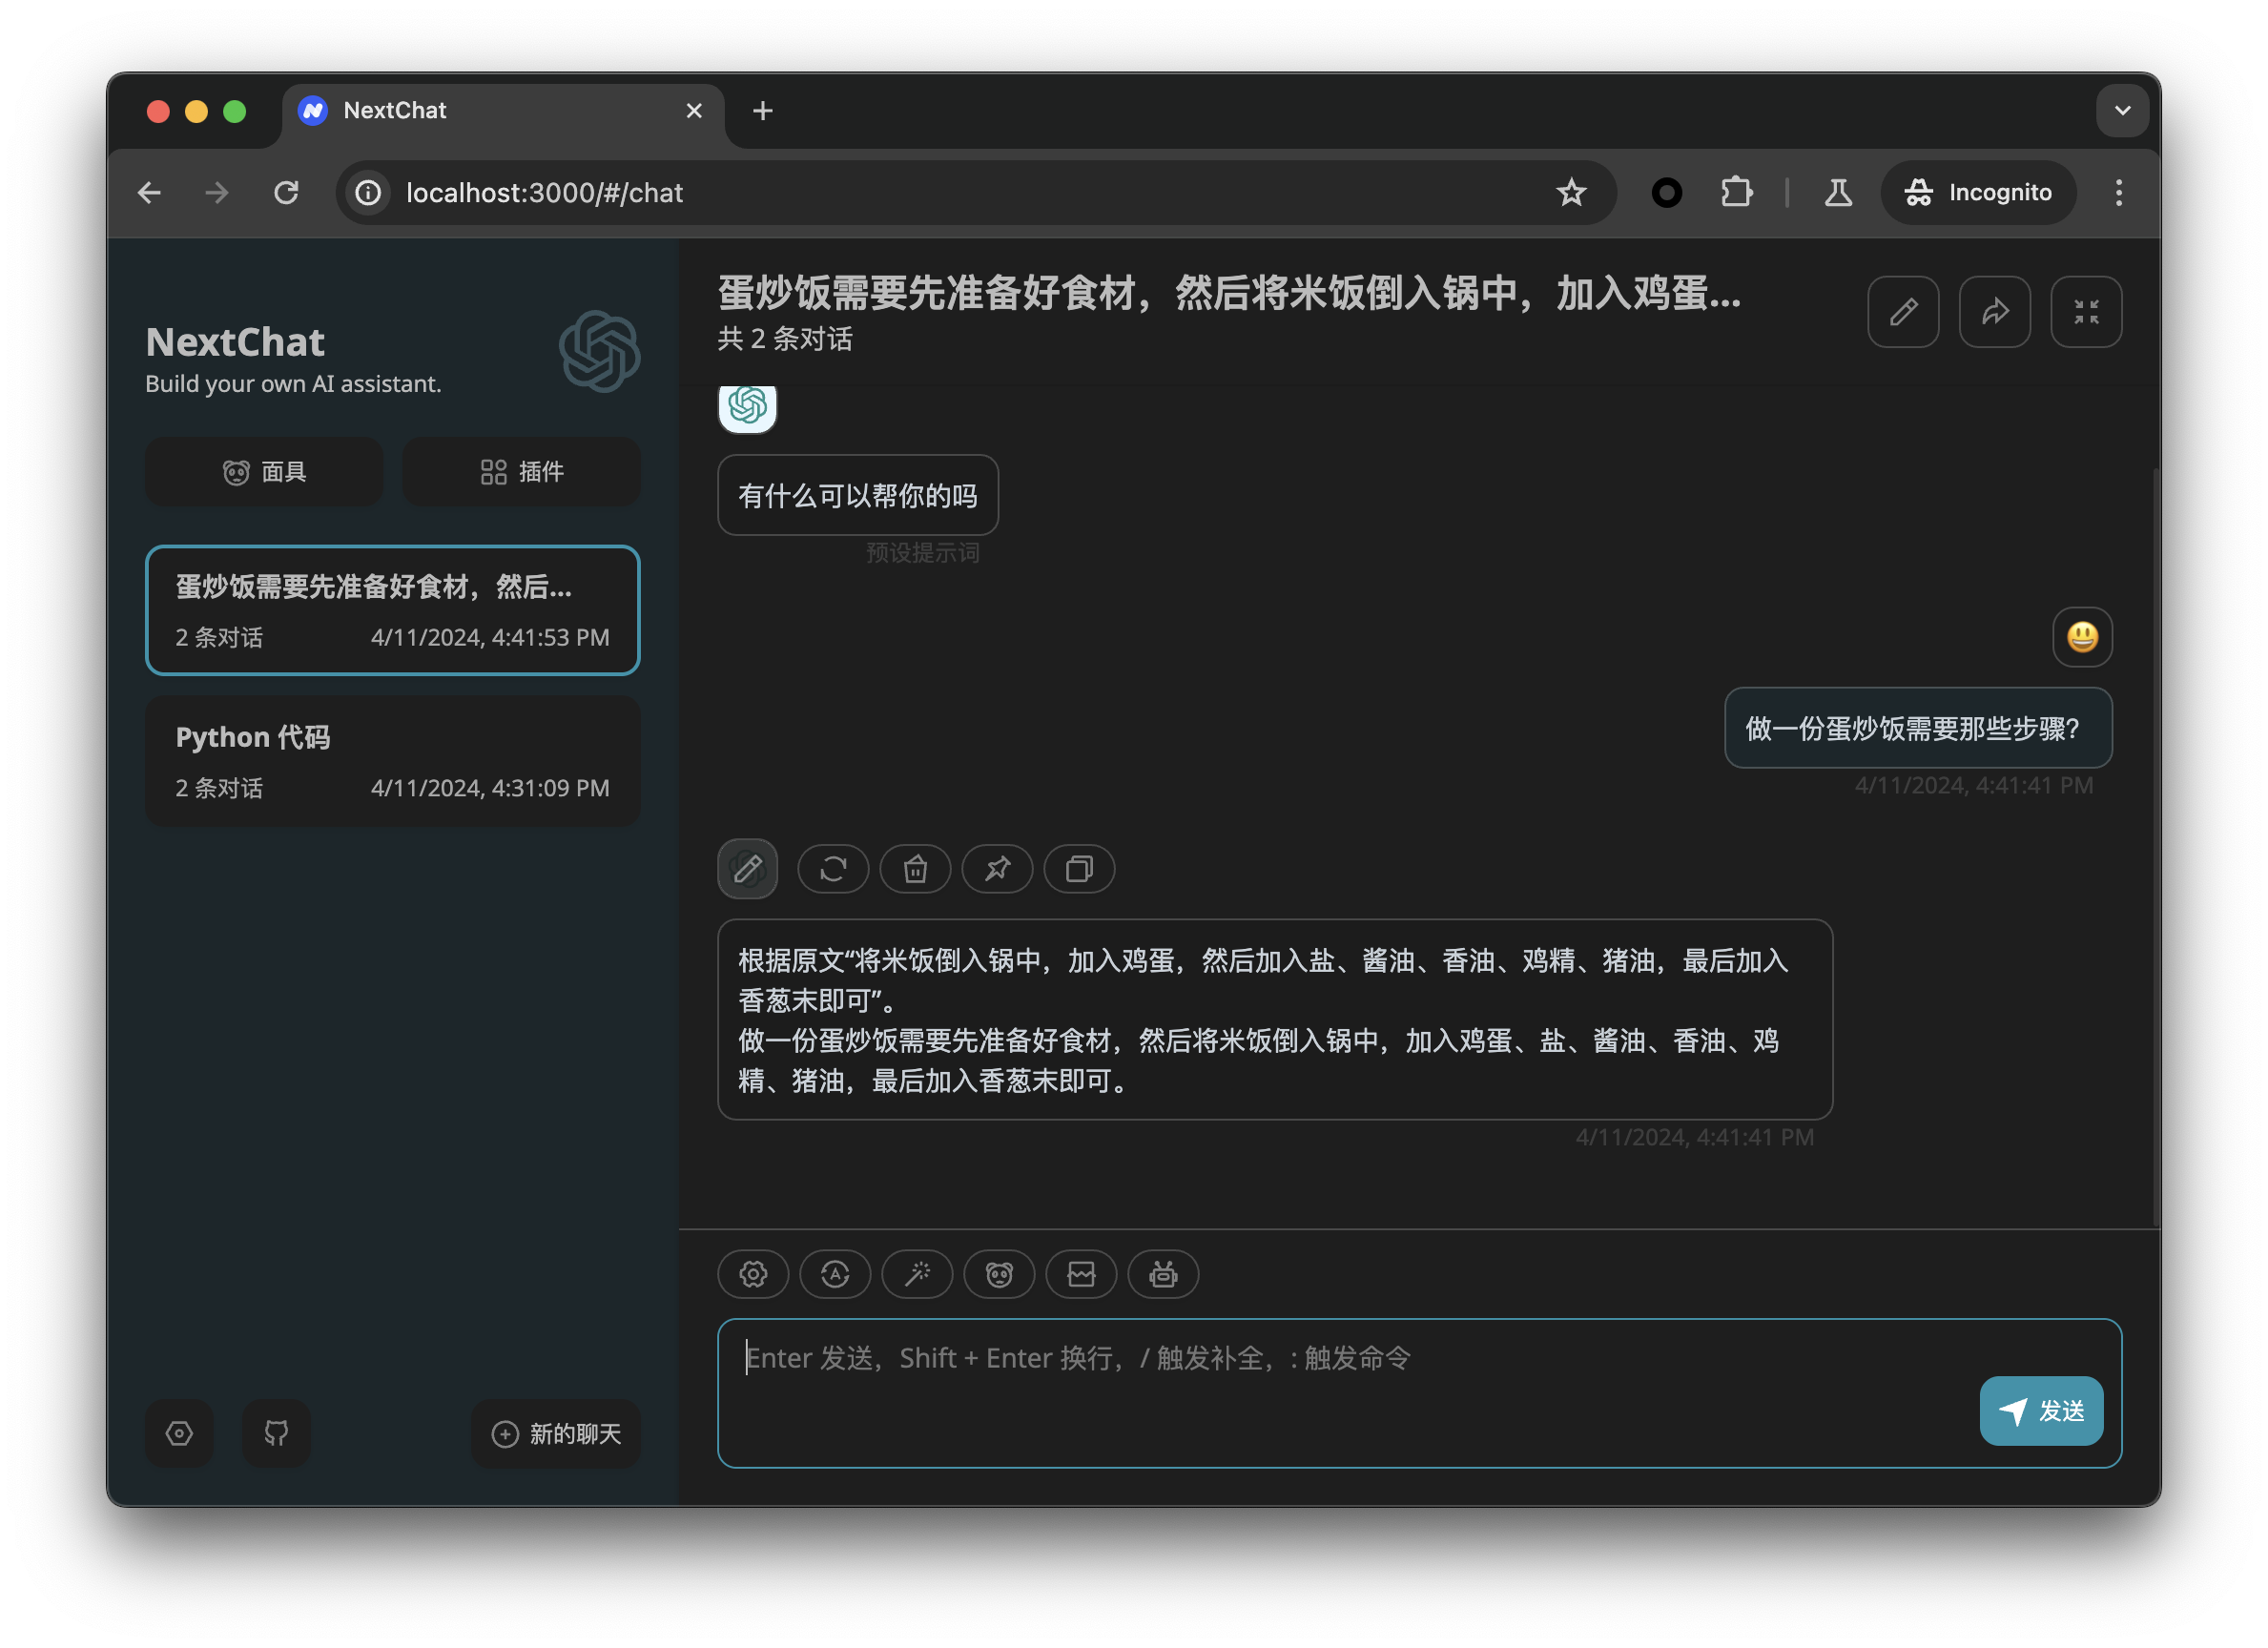 NextChat
localhost:3000/#/chat
Incognito
NextChat
Build your own AI assistant.
面具
插件
蛋炒饭需要先准备好食材，然后...
2 条对话
4/11/2024, 4:41:53 PM
Python 代码
2 条对话
4/11/2024, 4:31:09 PM
新的聊天
蛋炒饭需要先准备好食材，然后将米饭倒入锅中，加入鸡蛋...
共 2 条对话
有什么可以帮你的吗
预设提示词
做一份蛋炒饭需要那些步骤？
4/11/2024, 4:41:41 PM
根据原文“将米饭倒入锅中，加入鸡蛋，然后加入盐、酱油、香油、鸡精、猪油，最后加入
香葱末即可”。
做一份蛋炒饭需要先准备好食材，然后将米饭倒入锅中，加入鸡蛋、盐、酱油、香油、鸡
精、猪油，最后加入香葱末即可。
4/11/2024, 4:41:41 PM
Enter 发送，Shift + Enter 换行，/ 触发补全，: 触发命令
发送